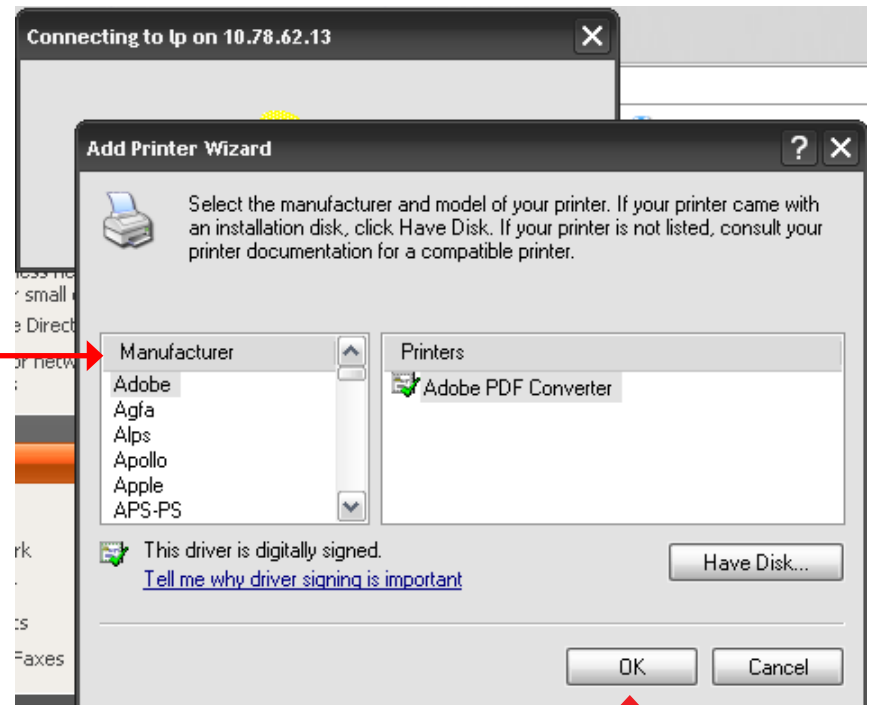 Connecting to lp on 10.78.62.13
Add Printer Wizard
Select the manufacturer and model of your printer. If your printer came with
an installation disk, click Have Disk. If your printer is not listed, consult your
printer documentation for a compatible printer.
small
Direct
Manufacturer
Printers
Adobe
Agfa
Alps
Apollo
Apple
APS-PS
Adobe PDF Converter
This driver is digitally signed.
Tell me why driver signing is important
Have Disk...
Faxes
OK
Cancel